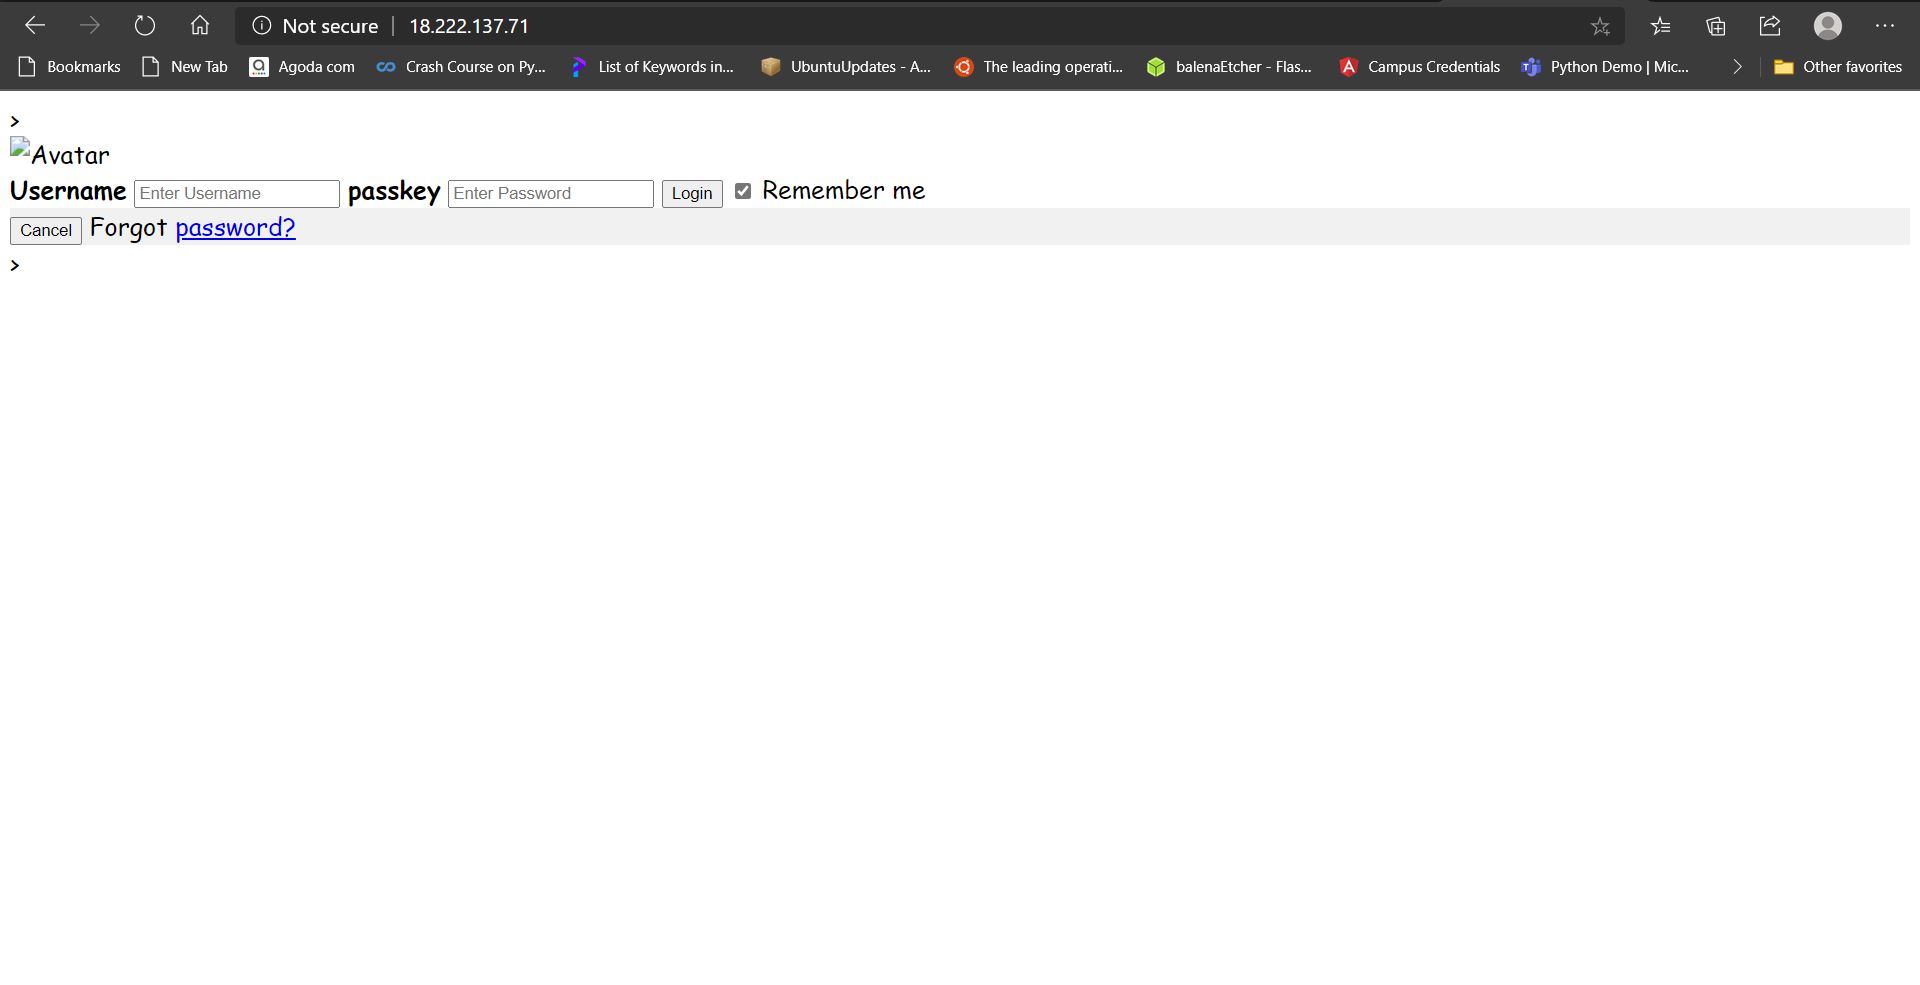 Not secure | 18.222.137.71
Bookmarks New Tab Agoda com Crash Course on Py... List of Keywords in... UbuntuUpdates - A... The leading operati... balenaEtcher - Flas... Campus Credentials Python Demo | Mic... Other favorites
>
Avatar
Username Enter Username passkey Enter Password Login Remember me
Cancel Forgot password?
>